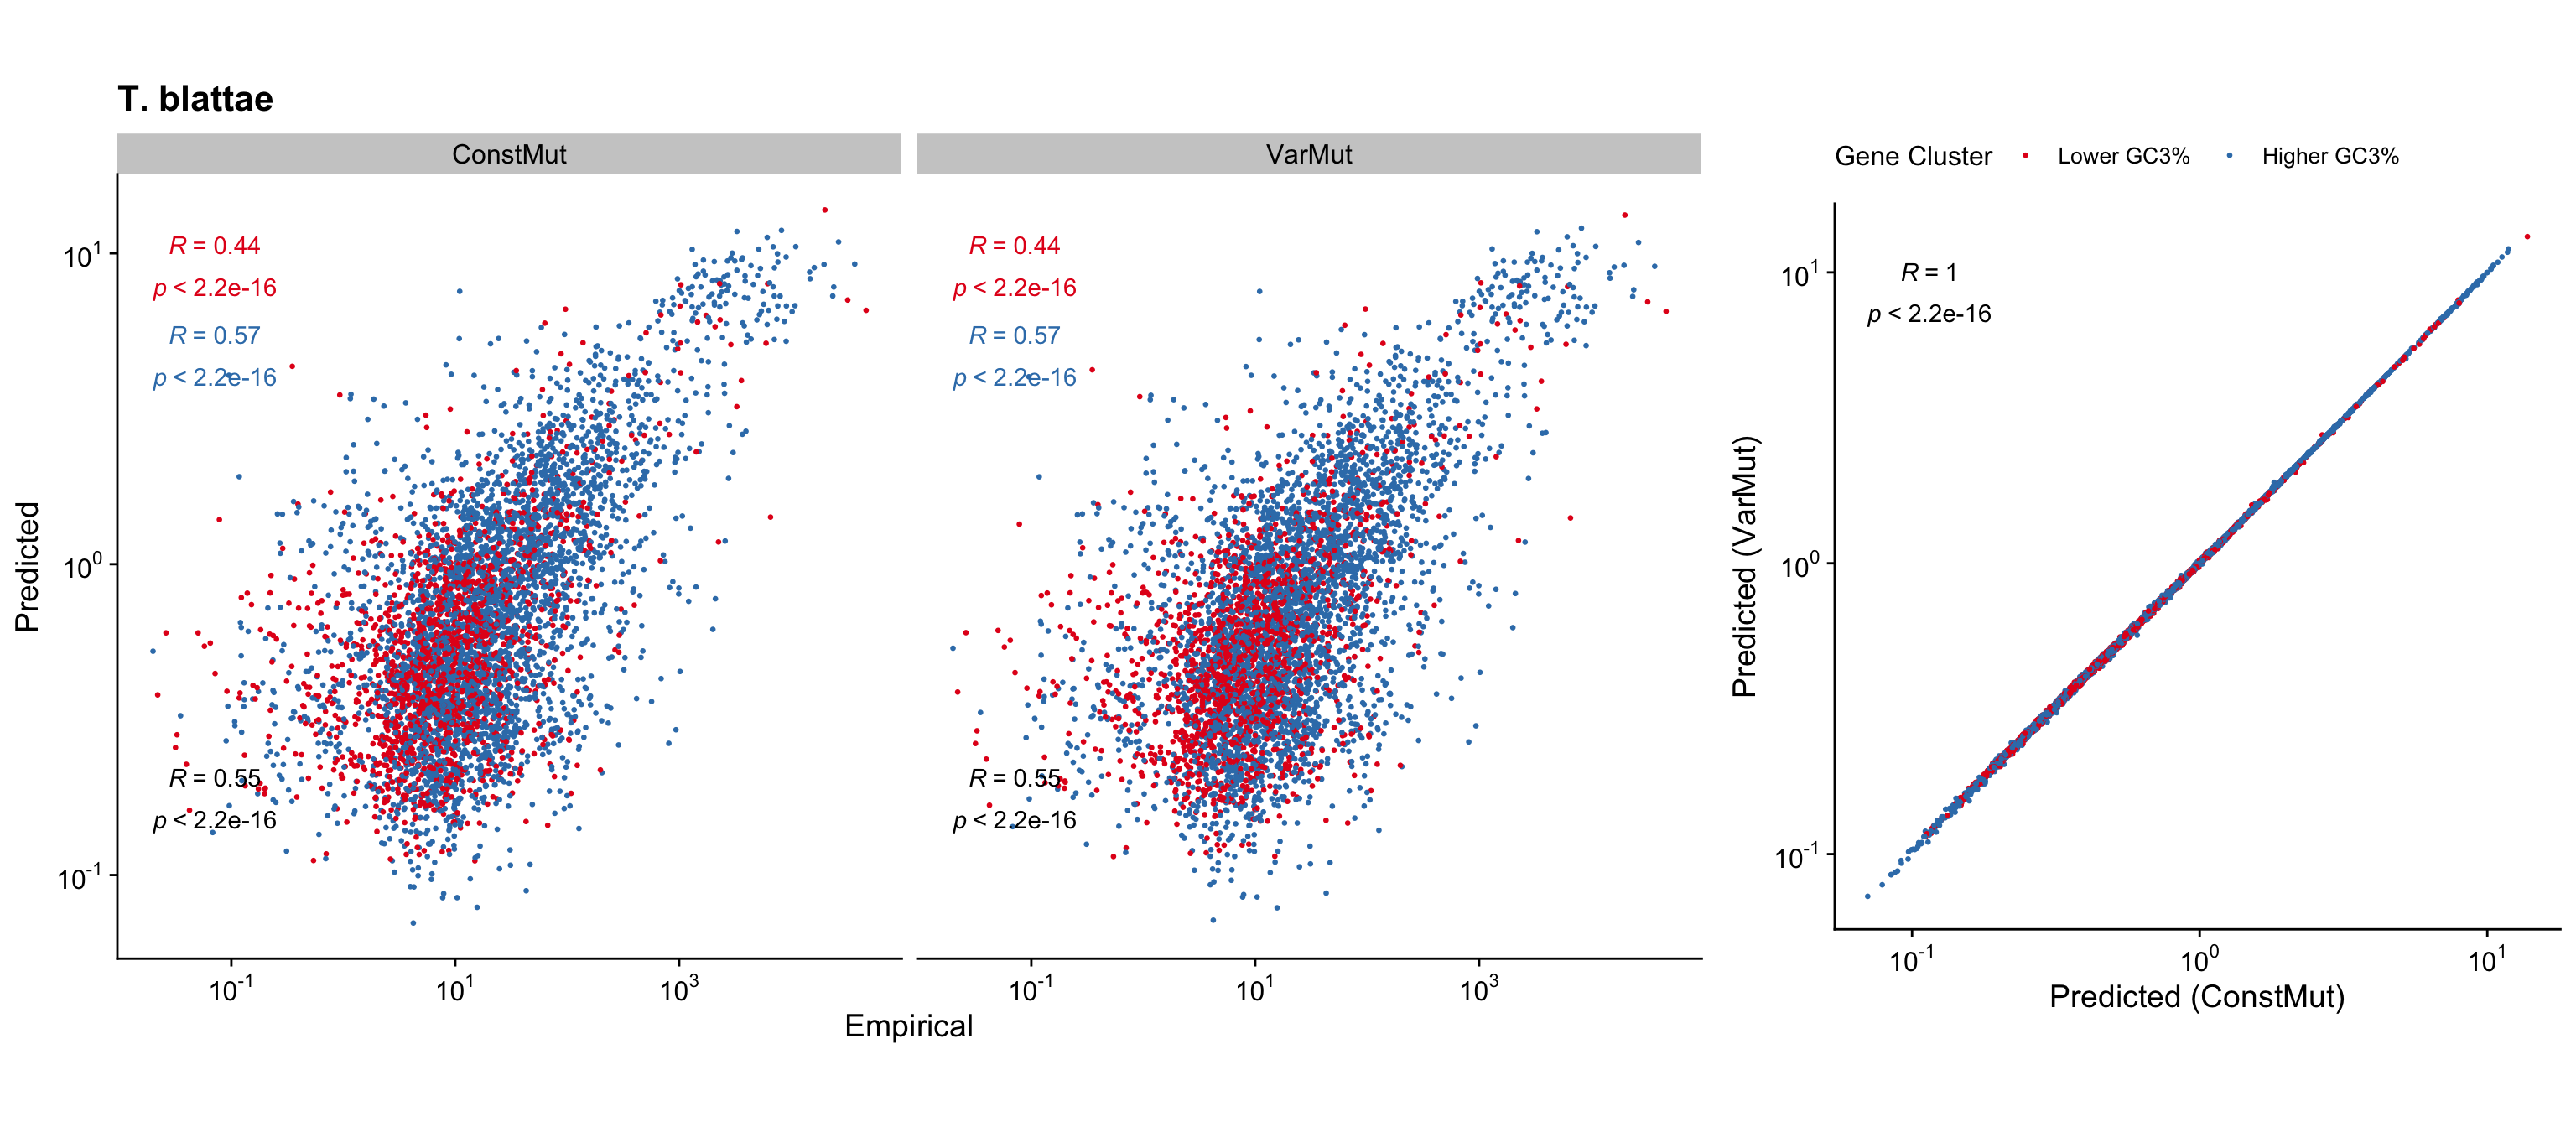 T. blattae
ConstMut
VarMut
Gene Cluster Lower GC3% Higher GC3%
R = 0.44
p < 2.2e-16
R = 0.57
p < 2.2e-16
R = 0.55
p < 2.2e-16
R = 0.44
p < 2.2e-16
R = 0.57
p < 2.2e-16
R = 0.55
p < 2.2e-16
R = 1
p < 2.2e-16
Predicted
10^1
10^0
10^-1
10^-1 10^1 10^3
10^-1 10^1 10^3
Empirical
Predicted (VarMut)
10^1
10^0
10^-1
10^-1 10^0 10^1
Predicted (ConstMut)